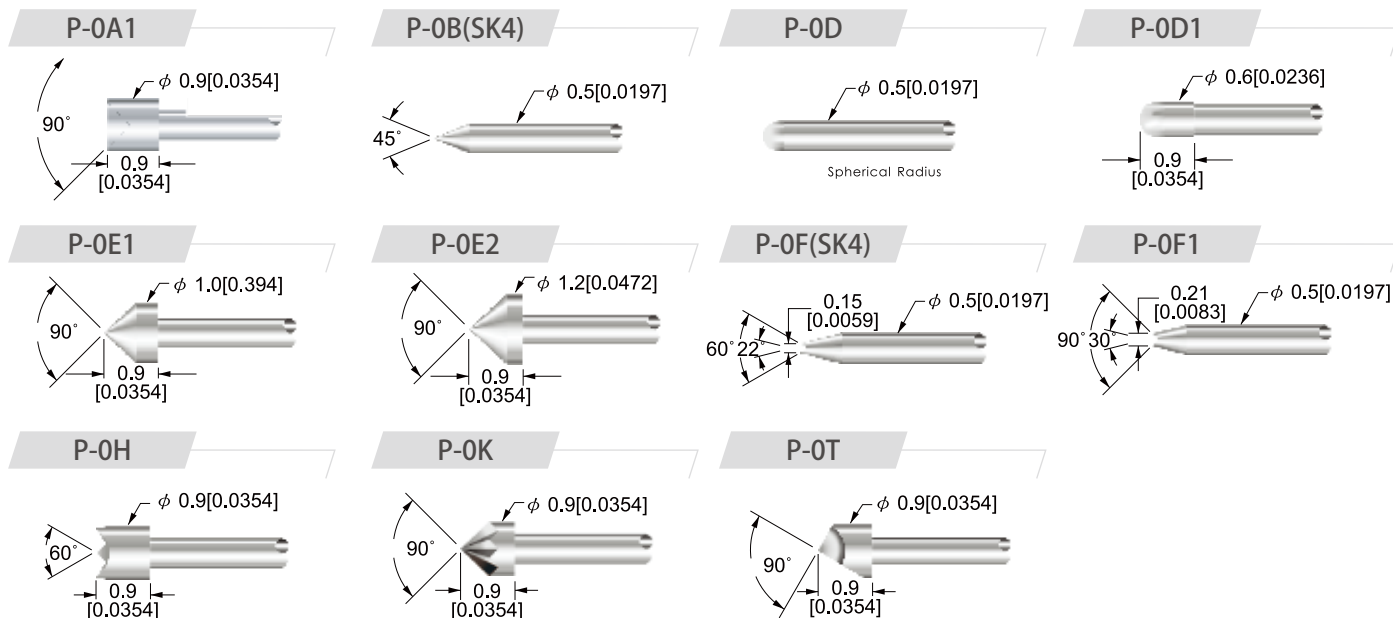 P-0A1
φ 0.9[0.0354]
90°
0.9
[0.0354]
P-0B(SK4)
φ 0.5[0.0197]
45°
P-0D
φ 0.5[0.0197]
Spherical Radius
P-0D1
φ 0.6[0.0236]
0.9
[0.0354]
P-0E1
φ 1.0[0.394]
90°
0.9
[0.0354]
P-0E2
φ 1.2[0.0472]
90°
0.9
[0.0354]
P-0F(SK4)
0.15
[0.0059]
φ 0.5[0.0197]
60° 22°
P-0F1
0.21
[0.0083]
φ 0.5[0.0197]
90° 30°
P-0H
φ 0.9[0.0354]
60°
0.9
[0.0354]
P-0K
φ 0.9[0.0354]
90°
0.9
[0.0354]
P-0T
φ 0.9[0.0354]
90°
0.9
[0.0354]